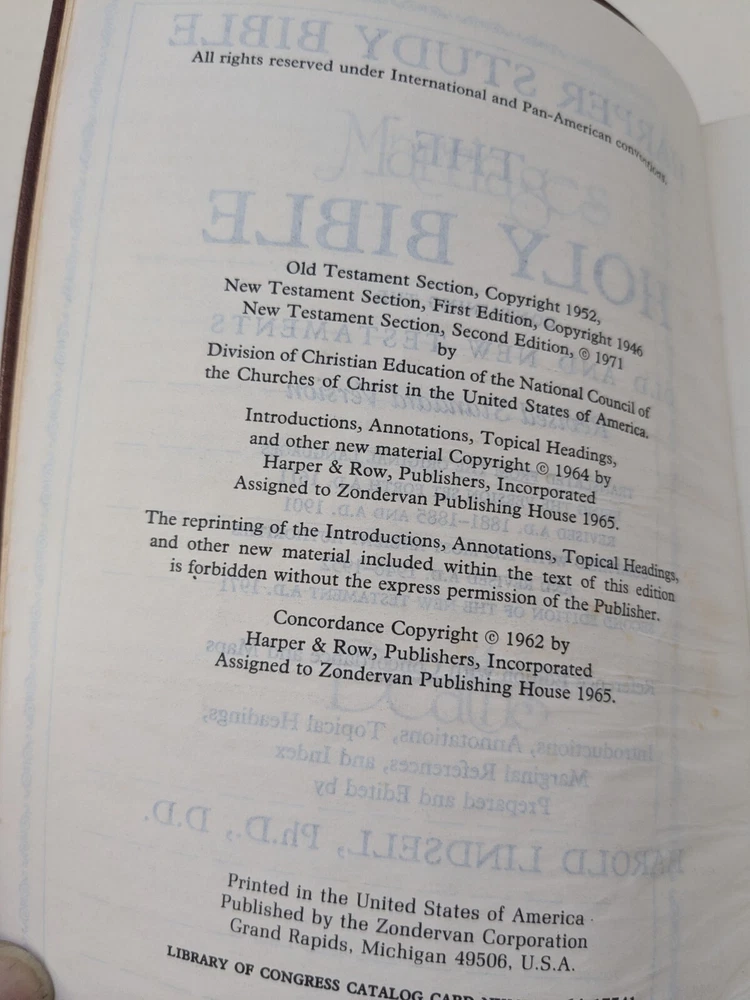 All rights reserved under International and Pan-American conventions.
Old Testament Section, Copyright 1952,
New Testament Section, First Edition, Copyright 1946
New Testament Section, Second Edition, © 1971
by
Division of Christian Education of the National Council of
the Churches of Christ in the United States of America.
Introductions, Annotations, Topical Headings,
and other new material Copyright © 1964 by
Harper & Row, Publishers, Incorporated
Assigned to Zondervan Publishing House 1965.
The reprinting of the Introductions, Annotations, Topical Headings,
and other new material included within the text of this edition
is forbidden without the express permission of the Publisher.
Concordance Copyright © 1962 by
Harper & Row, Publishers, Incorporated
Assigned to Zondervan Publishing House 1965.
Printed in the United States of America
Published by the Zondervan Corporation
Grand Rapids, Michigan 49506, U.S.A.
LIBRARY OF CONGRESS CATALOG CARD